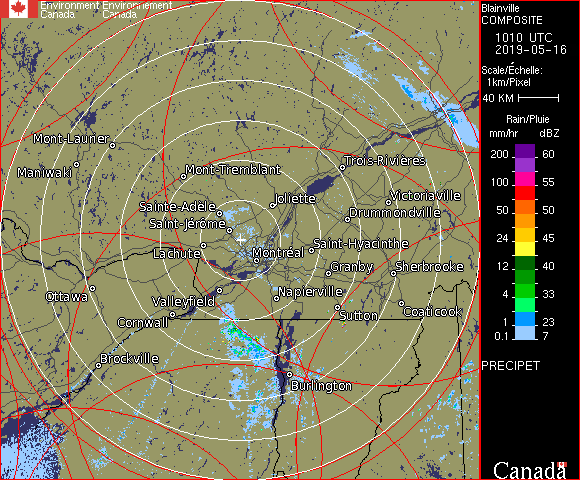 Environment Environnement
Canada Canada
Blainville
COMPOSITE
1010 UTC
2019-05-16
Scale/Échelle:
1km/Pixel
40 KM
Rain/Pluie
mm/hr dBZ
200 60
100 55
50 50
24 45
12 40
4 33
1 28
0.5 23
0.1 7
PRECIPET
Mont-Laurier
Maniwaki
Mont-Tremblant
Trois-Rivières
Joliette
Victoriaville
Sainte-Adèle
Drummondville
Saint-Jérôme
Saint-Hyacinthe
Lachute
Montréal
Granby
Sherbrooke
Ottawa
Valleyfield
Napierville
Coaticook
Cornwall
Sutton
Brockville
Burlington
Canada